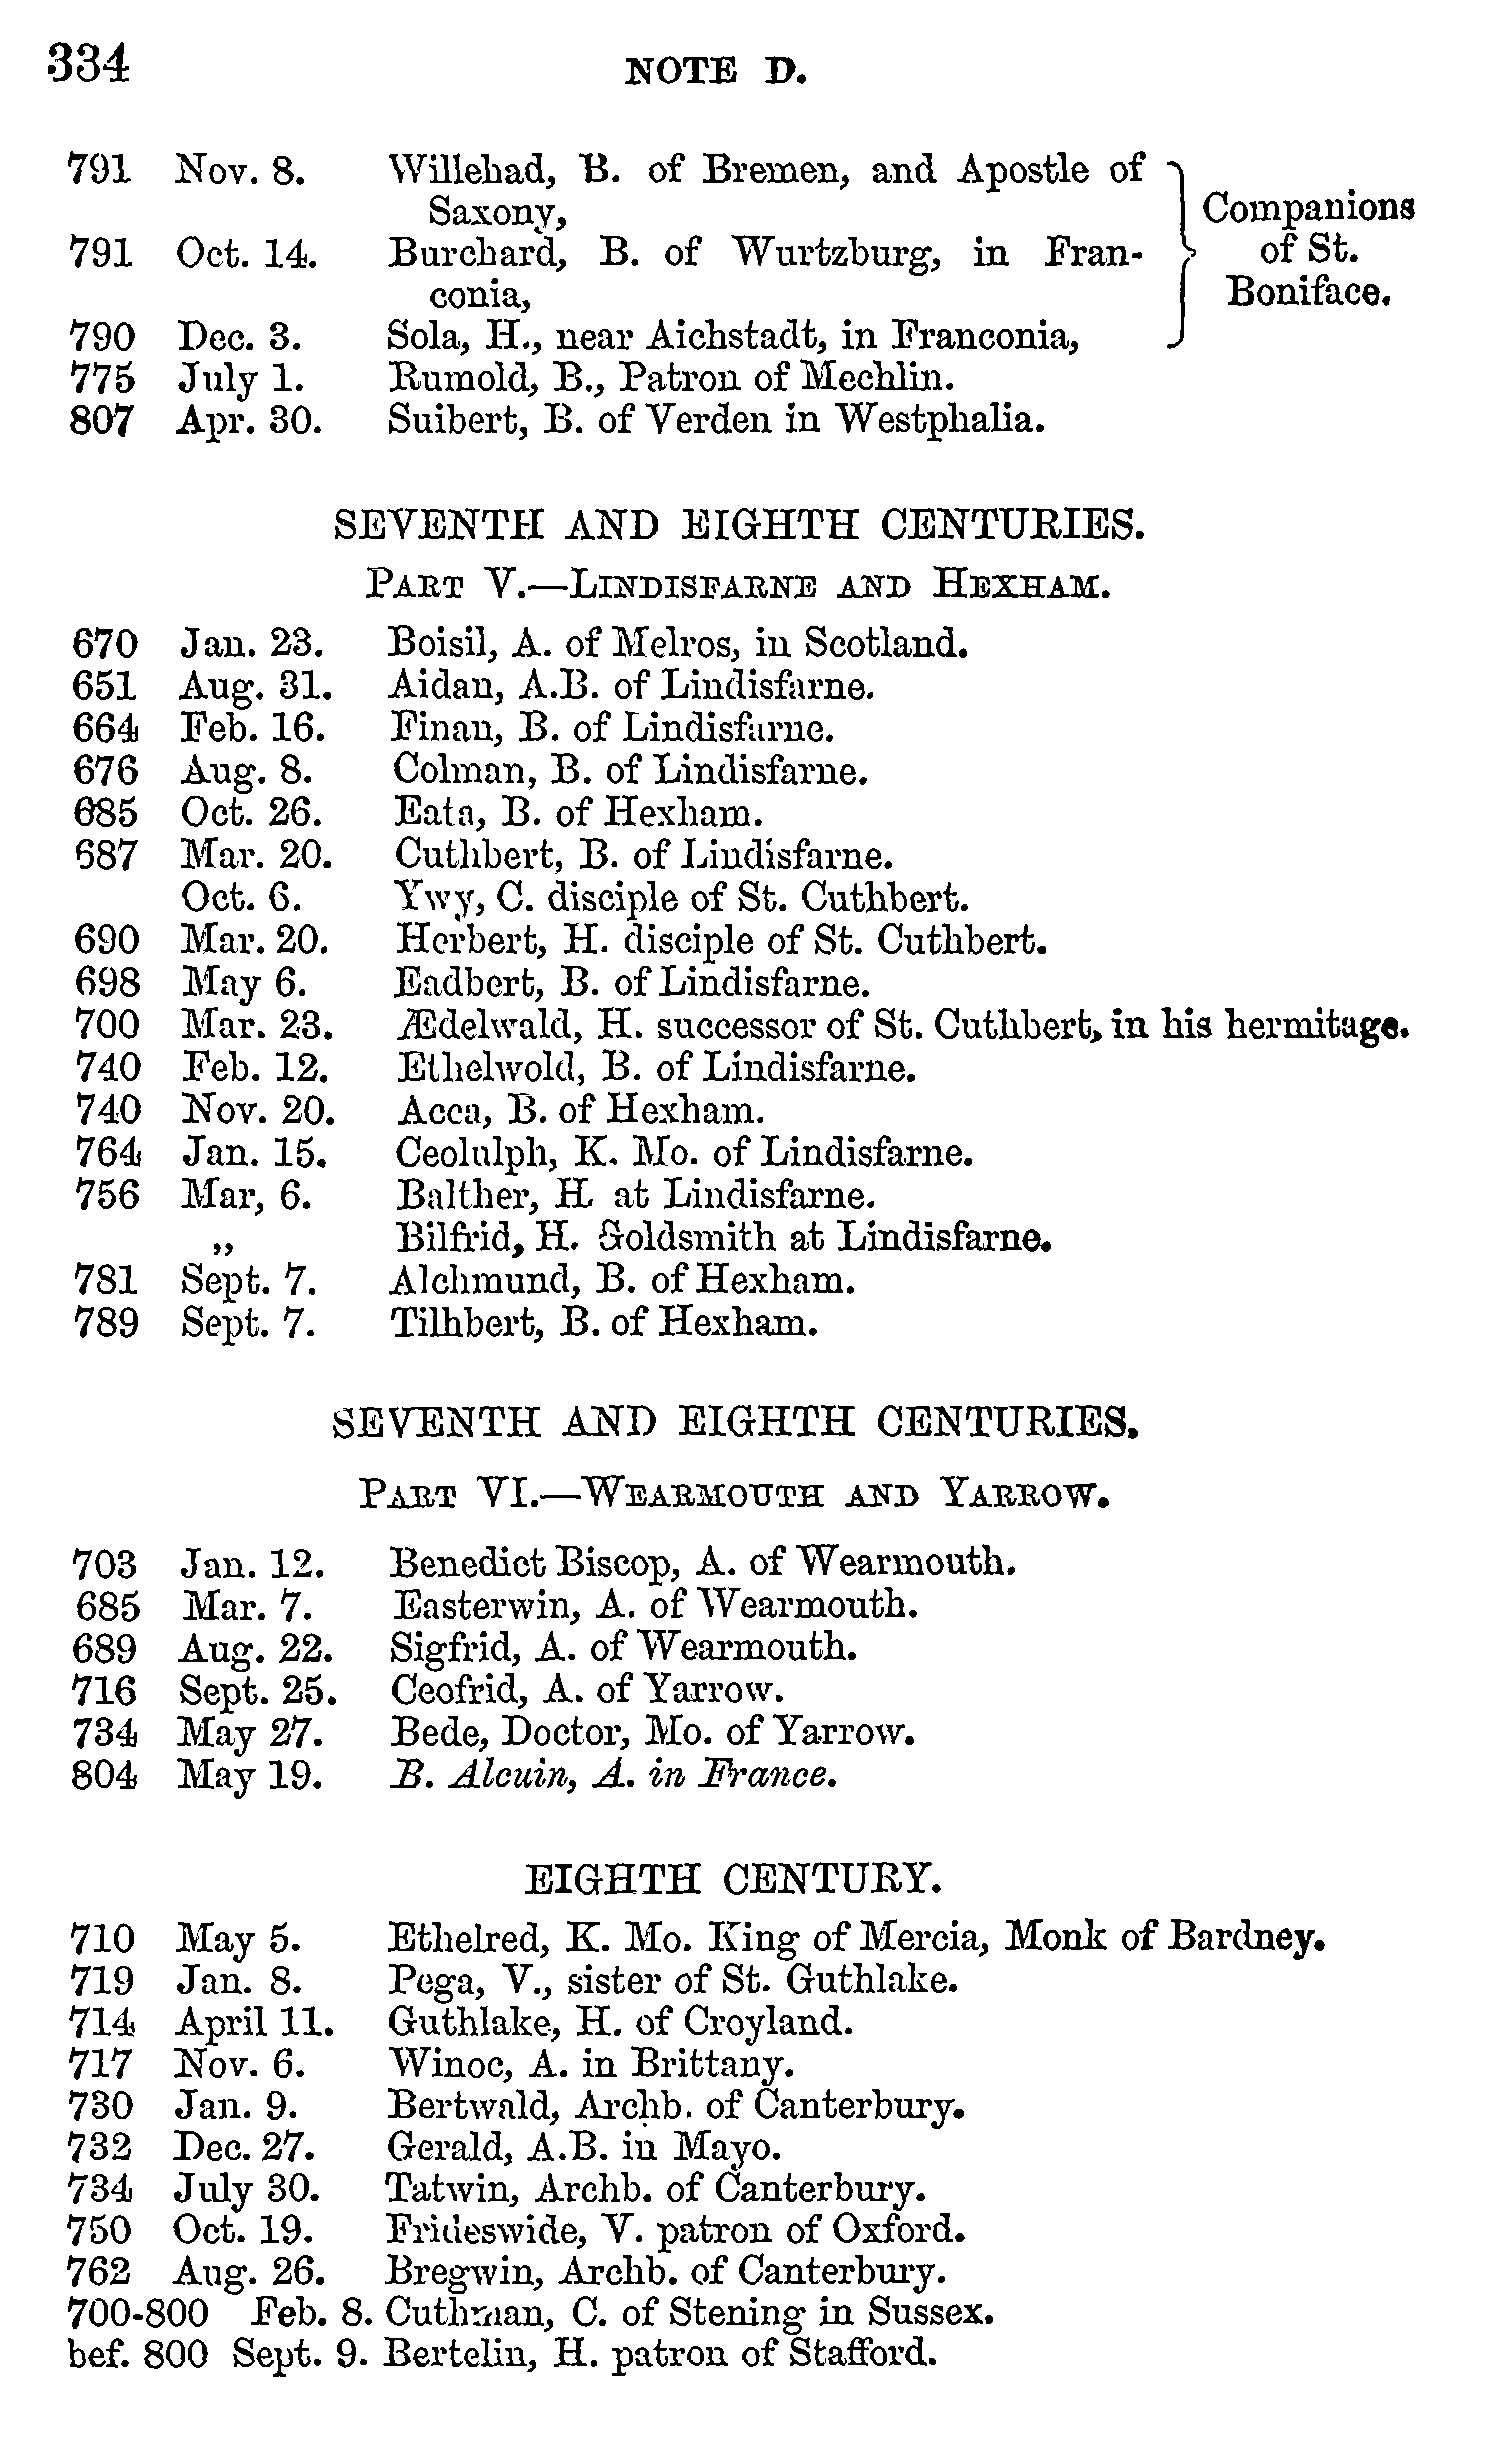 334
NOTE D.
791 Nov. 8. Willehad, B. of Bremen, and Apostle of
Saxony,
791 Oct. 14. Burchard, B. of Wurtzburg, in Fran-
conia,
790 Dec. 3. Sola, H., near Aichstadt, in Franconia,
Companions
of St.
Boniface.
775 July 1. Rumold, B., Patron of Mechlin.
807 Apr. 30. Suibert, B. of Verden in Westphalia.
SEVENTH AND EIGHTH CENTURIES.
PART V.—LINDISFARNE AND HEXHAM.
670 Jan. 23. Boisil, A. of Melros, in Scotland.
651 Aug. 31. Aidan, A.B. of Lindisfarne.
664 Feb. 16. Finan, B. of Lindisfarne.
676 Aug. 8. Colman, B. of Lindisfarne.
685 Oct. 26. Eata, B. of Hexham.
687 Mar. 20. Cuthbert, B. of Lindisfarne.
Oct. 6. Ywy, C. disciple of St. Cuthbert.
690 Mar. 20. Herbert, H. disciple of St. Cuthbert.
698 May 6. Eadbert, B. of Lindisfarne.
700 Mar. 23. Ædelwald, H. successor of St. Cuthbert, in his hermitage.
740 Feb. 12. Ethelwold, B. of Lindisfarne.
740 Nov. 20. Acca, B. of Hexham.
764 Jan. 15. Ceolulph, K. Mo. of Lindisfarne.
756 Mar, 6. Balther, H. at Lindisfarne.
„ Bilfrid, H. Goldsmith at Lindisfarne.
781 Sept. 7. Alchmund, B. of Hexham.
789 Sept. 7. Tilhbert, B. of Hexham.
SEVENTH AND EIGHTH CENTURIES.
PART VI.—WEARMOUTH AND YARROW.
703 Jan. 12. Benedict Biscop, A. of Wearmouth.
685 Mar. 7. Easterwin, A. of Wearmouth.
689 Aug. 22. Sigfrid, A. of Wearmouth.
716 Sept. 25. Ceofrid, A. of Yarrow.
734 May 27. Bede, Doctor, Mo. of Yarrow.
804 May 19. B. Alcuin, A. in France.
EIGHTH CENTURY.
710 May 5. Ethelred, K. Mo. King of Mercia, Monk of Bardney.
719 Jan. 8. Pega, V., sister of St. Guthlake.
714 April 11. Guthlake, H. of Croyland.
717 Nov. 6. Winoc, A. in Brittany.
730 Jan. 9. Bertwald, Archb. of Canterbury.
732 Dec. 27. Gerald, A.B. in Mayo.
734 July 30. Tatwin, Archb. of Canterbury.
750 Oct. 19. Frideswide, V. patron of Oxford.
762 Aug. 26. Bregwin, Archb. of Canterbury.
700-800 Feb. 8. Cuthman, C. of Stening in Sussex.
bef. 800 Sept. 9. Bertelin, H. patron of Stafford.